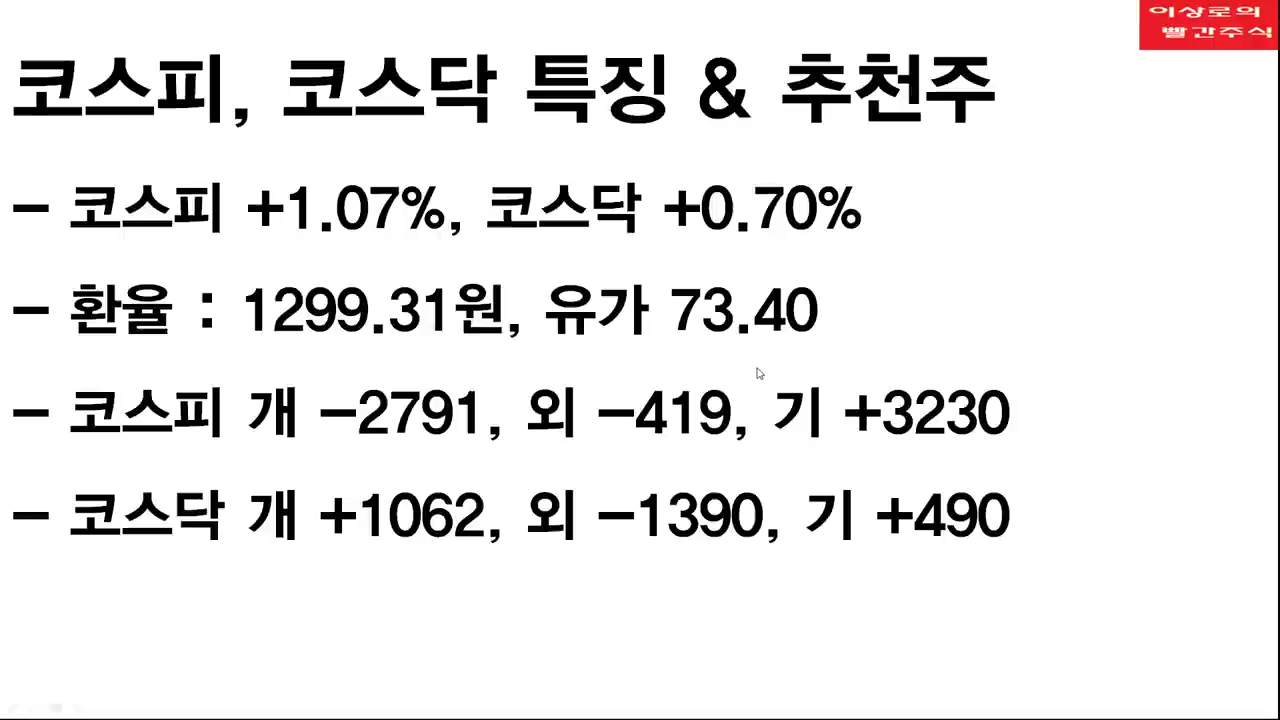 이상로의
빨간주식
코스피, 코스닥 특징 & 추천주
- 코스피 +1.07%, 코스닥 +0.70%
- 환율 : 1299.31원, 유가 73.40
- 코스피 개 -2791, 외 -419, 기 +3230
- 코스닥 개 +1062, 외 -1390, 기 +490